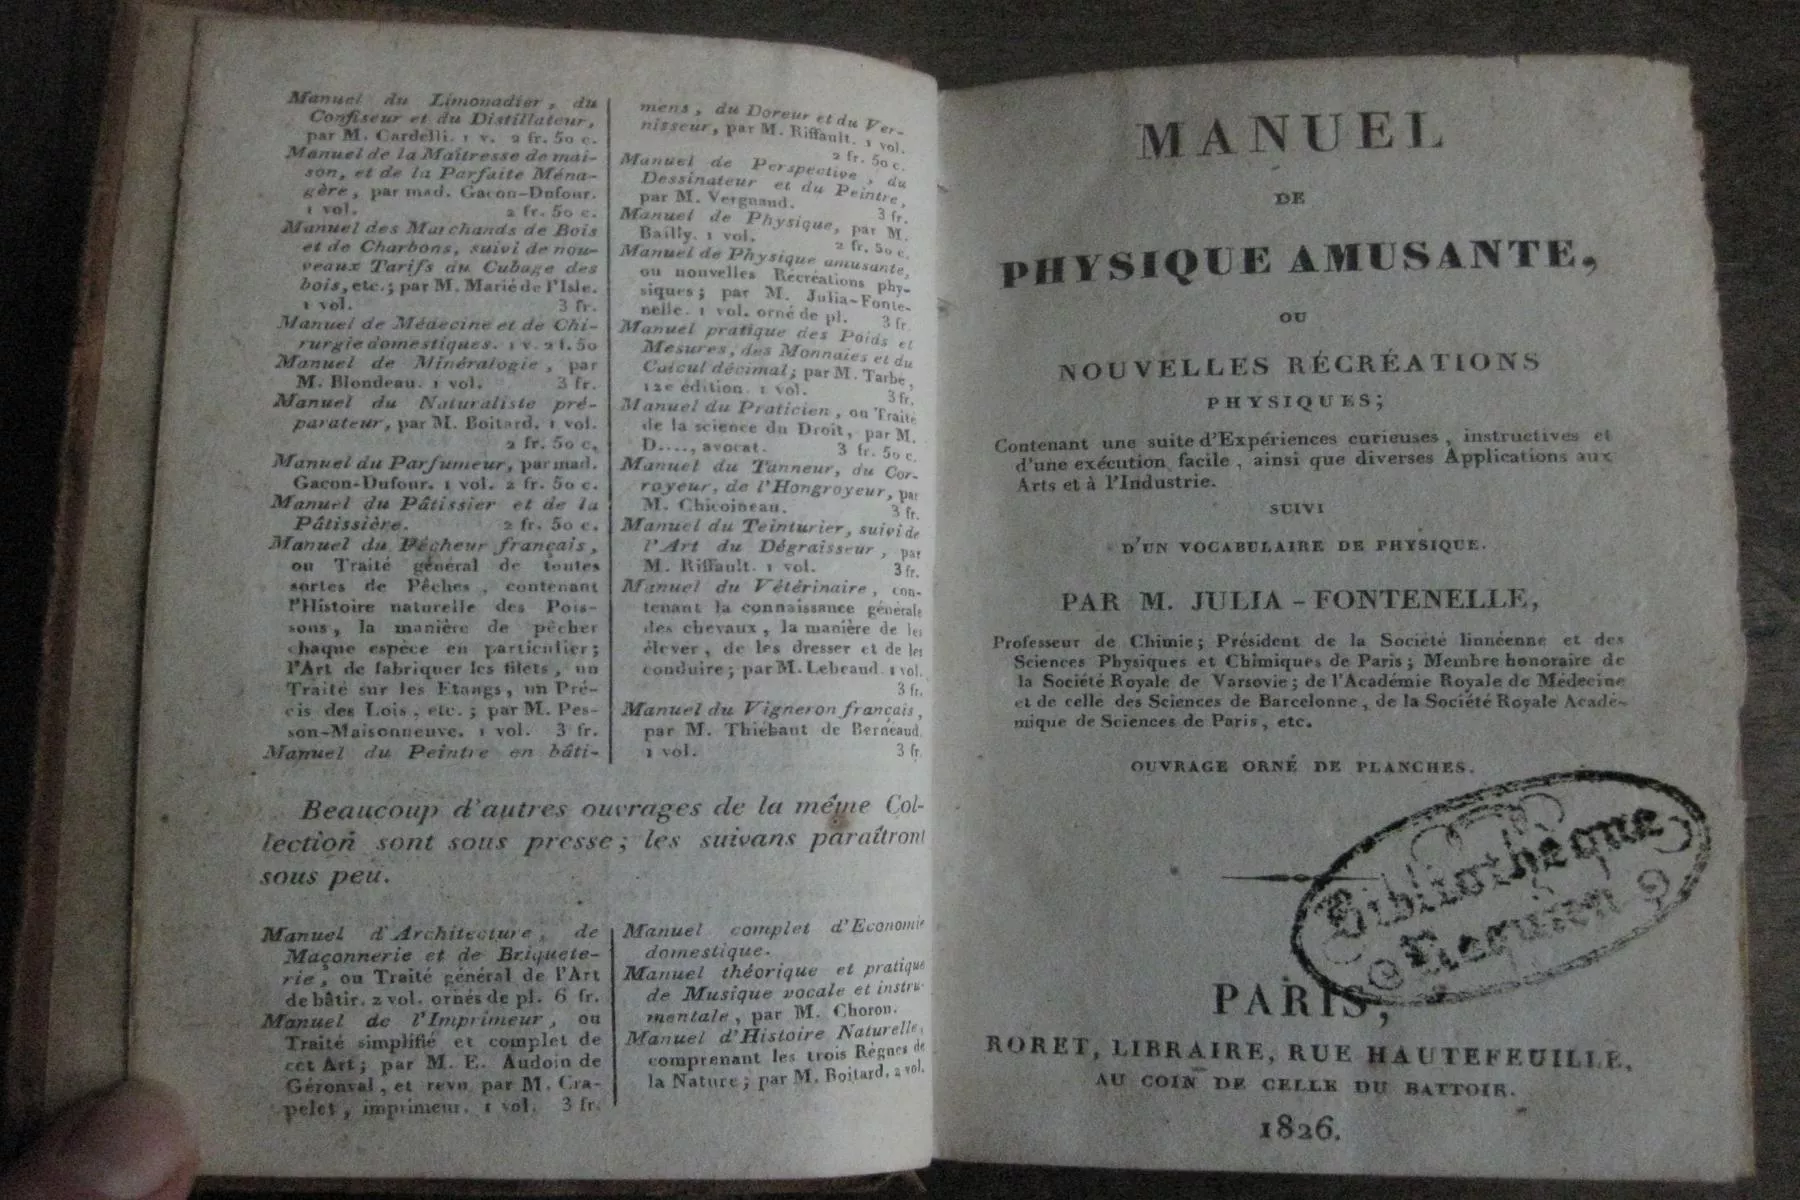 Manuel du Limonadier, du
Confiseur et du Distillateur,
par M. Cardelli. 1 v. 2 fr. 50 c.
Manuel de la Maîtresse de mai-
son, et de la Parfaite Ména-
gère, par mad. Gacon-Dufour.
1 vol. 2 fr. 50 c.
Manuel des Marchands de Bois
et de Charbons, suivi de nou-
veaux Tarifs du Cubage des
bois, etc.; par M. Marié de l'Isle.
1 vol. 3 fr.
Manuel de Médecine et de Chi-
rurgie domestiques. 1 v. 2 f. 50
Manuel de Minéralogie, par
M. Blondeau. 1 vol. 3 fr.
Manuel du Naturaliste pré-
parateur, par M. Boitard. 1 vol.
2 fr. 50 c.
Manuel du Parfumeur, par mad.
Gacon-Dufour. 1 vol. 2 fr. 50 c.
Manuel du Pâtissier et de la
Pâtissière. 2 fr. 50 c.
Manuel du Pêcheur français,
ou Traité général de toutes
sortes de Pêches, contenant
l'Histoire naturelle des Pois-
sons, la manière de pêcher
chaque espèce en particulier;
l'Art de fabriquer les filets, un
Traité sur les Etangs, un Pré-
cis des Lois, etc.; par M. Pes-
son-Maisonneuve. 1 vol. 3 fr.
Manuel du Peintre en bâti-
mens, du Doreur et du Ver-
nisseur, par M. Riffault. 1 vol.
2 fr. 50 c.
Manuel de Perspective, du
Dessinateur et du Peintre,
par M. Vergnaud. 3 fr.
Manuel de Physique, par M.
Bailly. 1 vol. 2 fr. 50 c.
Manuel de Physique amusante,
ou nouvelles Récréations phy-
siques; par M. Julia-Fonte-
nelle. 1 vol. orné de pl. 3 fr.
Manuel pratique des Poids et
Mesures, des Monnaies et du
Calcul décimal; par M. Tarbé,
12e édition. 1 vol. 3 fr.
Manuel du Praticien, ou Traité
de la science du Droit, par M.
D...., avocat. 3 fr. 50 c.
Manuel du Tanneur, du Cor-
royeur, de l'Hongroyeur, par
M. Chicoineau. 3 fr.
Manuel du Teinturier, suivi de
l'Art du Dégraisseur, par
M. Riffault. 1 vol. 3 fr.
Manuel du Vétérinaire, con-
tenant la connaissance générale
des chevaux, la manière de les
élever, de les dresser et de les
conduire; par M. Lebeaud. 1 vol.
3 fr.
Manuel du Vigneron français,
par M. Thiébaut de Berneaud.
1 vol. 3 fr.
Beaucoup d'autres ouvrages de la même Col-
lection sont sous presse; les suivans paraîtront
sous peu.
Manuel d'Architecture, de
Maçonnerie et de Briquete-
rie, ou Traité général de l'Art
de bâtir. 2 vol. ornés de pl. 6 fr.
Manuel de l'Imprimeur, ou
Traité simplifié et complet de
cet Art; par M. E. Audoin de
Géronval, et revu par M. Cra-
pelet, imprimeur. 1 vol. 3 fr.
Manuel complet d'Economie
domestique.
Manuel théorique et pratique
de Musique vocale et instru-
mentale, par M. Choron.
Manuel d'Histoire Naturelle,
comprenant les trois Règnes de
la Nature; par M. Boitard. 2 vol.
MANUEL
DE
PHYSIQUE AMUSANTE,
OU
NOUVELLES RÉCRÉATIONS
PHYSIQUES;
Contenant une suite d'Expériences curieuses, instructives et
d'une exécution facile, ainsi que diverses Applications aux
Arts et à l'Industrie.
SUIVI
D'UN VOCABULAIRE DE PHYSIQUE.
PAR M. JULIA-FONTENELLE,
Professeur de Chimie; Président de la Société linnéenne et des
Sciences Physiques et Chimiques de Paris; Membre honoraire de
la Société Royale de Varsovie; de l'Académie Royale de Médecine
et de celle des Sciences de Barcelonne, de la Société Royale Acadé-
mique de Sciences de Paris, etc.
OUVRAGE ORNÉ DE PLANCHES.
Bibliothèque
PARIS,
RORET, LIBRAIRE, RUE HAUTEFEUILLE,
AU COIN DE CELLE DU BATTOIR.
1826.